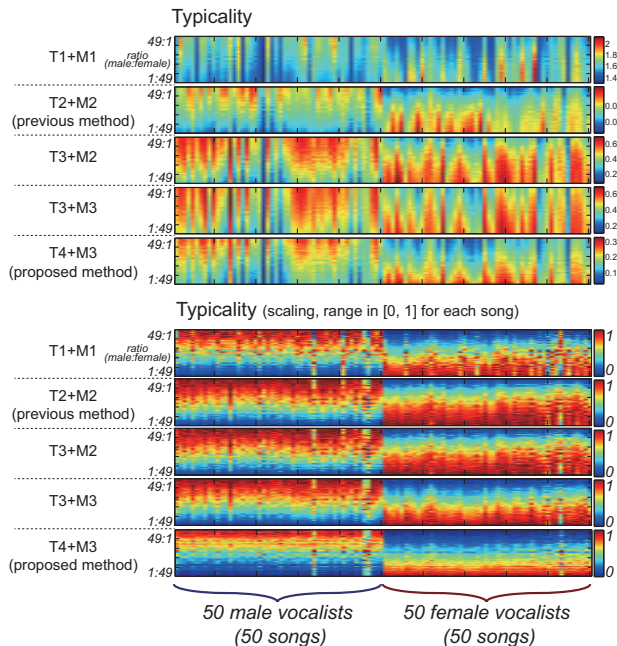 Typicality
T1+M1 ratio (male:female) 49:1 1:49
2 1.8 1.6 1.4
T2+M2 (previous method) 49:1 1:49
0.0 0.0
T3+M2 49:1 1:49
0.6 0.4 0.2
T3+M3 49:1 1:49
0.6 0.4 0.2
T4+M3 (proposed method) 49:1 1:49
0.3 0.2 0.1
Typicality (scaling, range in [0, 1] for each song)
T1+M1 ratio (male:female) 49:1 1:49
1 0
T2+M2 (previous method) 49:1 1:49
1 0
T3+M2 49:1 1:49
1 0
T3+M3 49:1 1:49
1 0
T4+M3 (proposed method) 49:1 1:49
1 0
50 male vocalists 50 female vocalists
(50 songs) (50 songs)